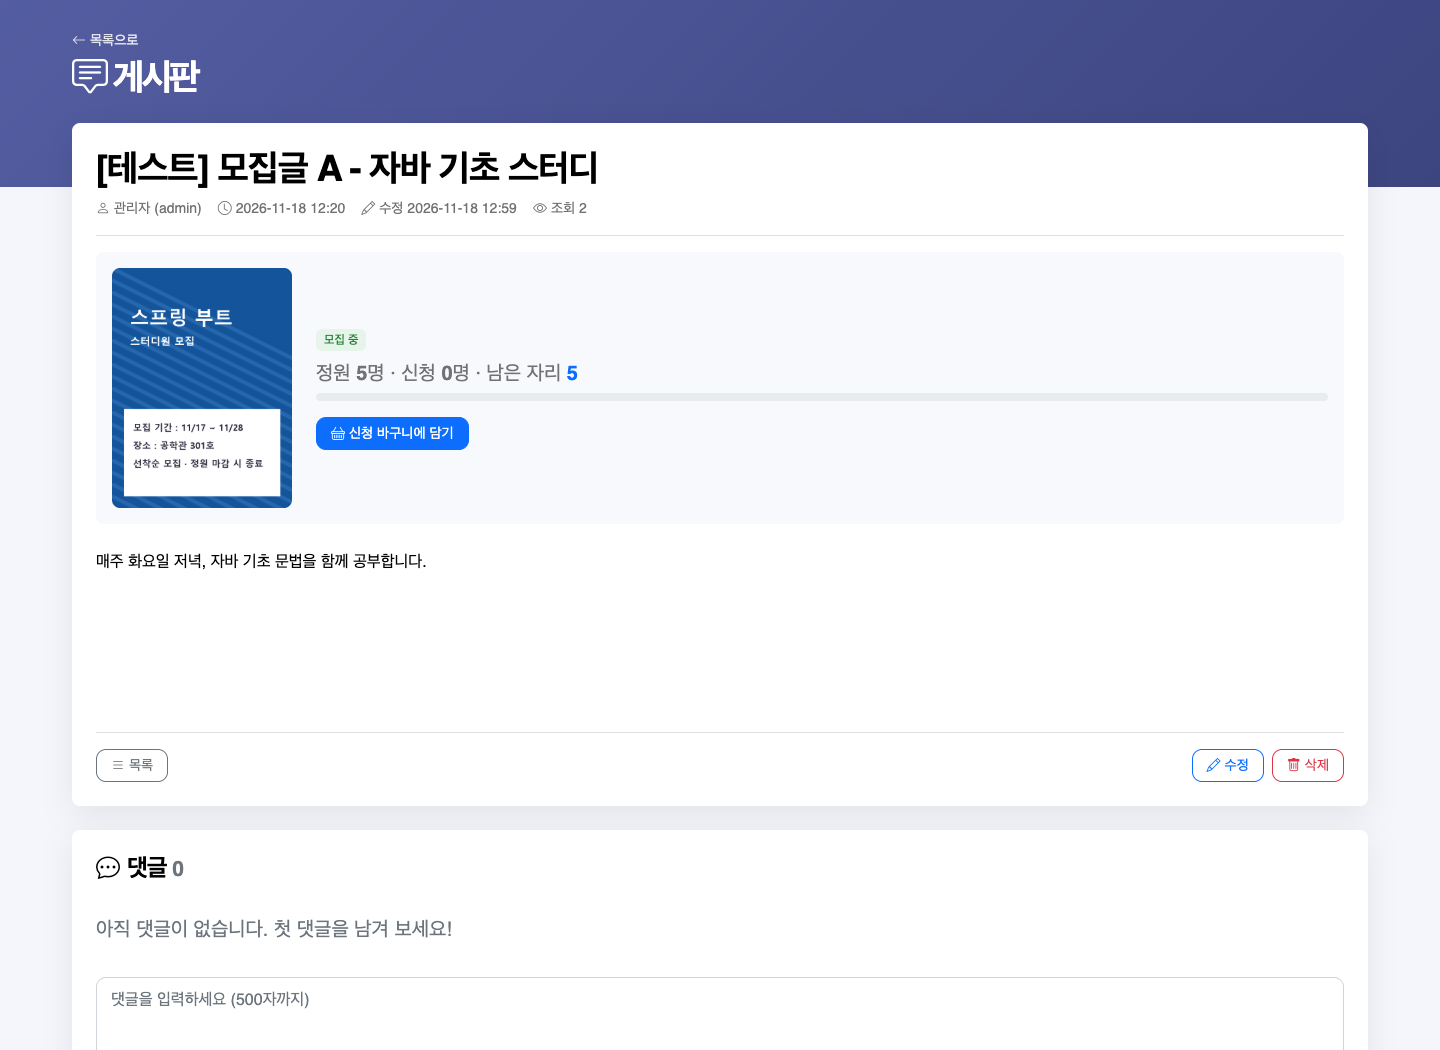 목록으로
게시판
[테스트] 모집글 A - 자바 기초 스터디
관리자 (admin) 2026-11-18 12:20 수정 2026-11-18 12:59 조회 2
스프링 부트
스터디원 모집
모집 기간 : 11/17 ~ 11/28
장소 : 공학관 301호
선착순 모집 · 정원 마감 시 종료
모집 중
정원 5명 · 신청 0명 · 남은 자리 5
신청 바구니에 담기
매주 화요일 저녁, 자바 기초 문법을 함께 공부합니다.
목록
수정
삭제
댓글 0
아직 댓글이 없습니다. 첫 댓글을 남겨 보세요!
댓글을 입력하세요 (500자까지)